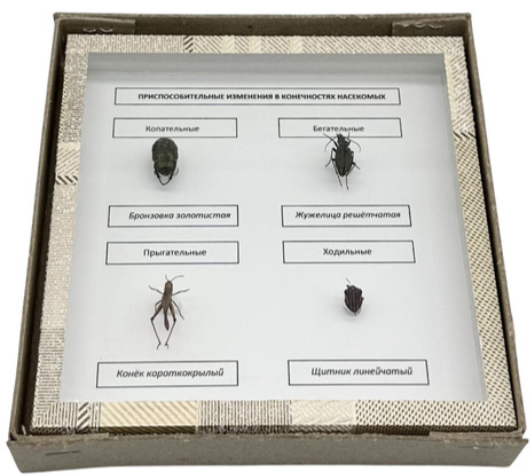 ПРИСПОСОБИТЕЛЬНЫЕ ИЗМЕНЕНИЯ В КОНЕЧНОСТЯХ НАСЕКОМЫХ
Копательные
Бегательные
Бронзовка золотистая
Жужелица решётчатая
Прыгательные
Ходильные
Конёк короткокрылый
Щитник линейчатый